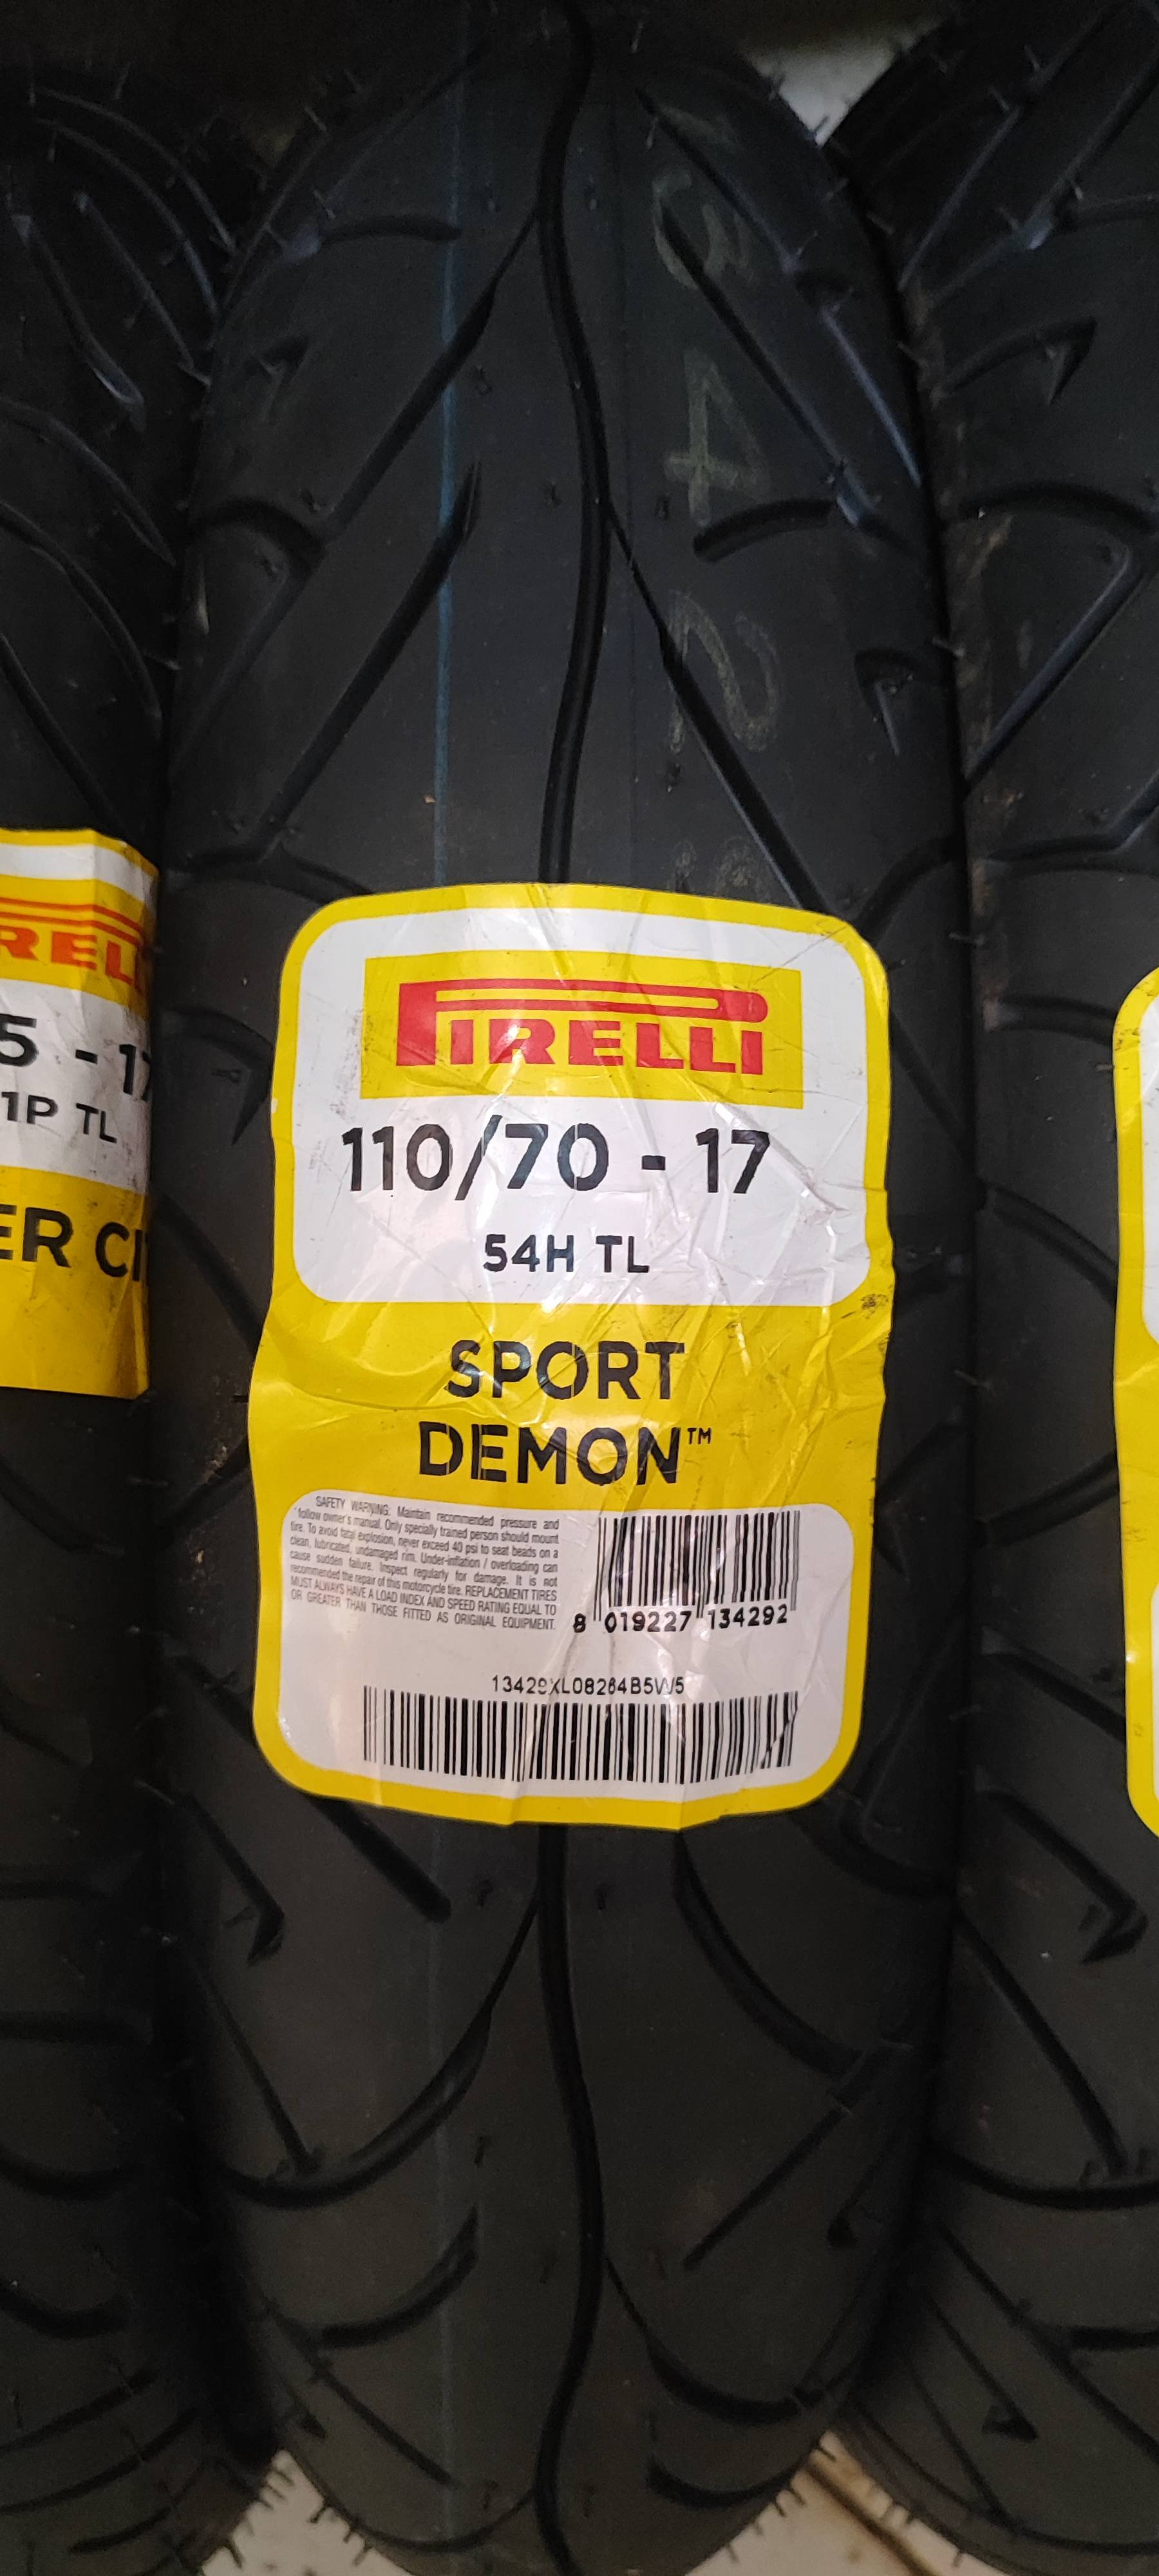 PIRELLI
110/70 - 17
54H TL
SPORT
DEMON™
SAFETY WARNING: Maintain recommended pressure and
follow owner's manual. Only specially trained person should mount
tire. To avoid fatal explosion, never exceed 40 psi to seat beads on a
clean, lubricated, undamaged rim. Under-inflation / overloading can
cause sudden failure. Inspect regularly for damage. It is not
recommended the repair of this motorcycle tire. REPLACEMENT TIRES
MUST ALWAYS HAVE A LOAD INDEX AND SPEED RATING EQUAL TO
OR GREATER THAN THOSE FITTED AS ORIGINAL EQUIPMENT.
8 019227 134292
13429XL08264B5W5
RELL
5 - 17
1P TL
ER CI